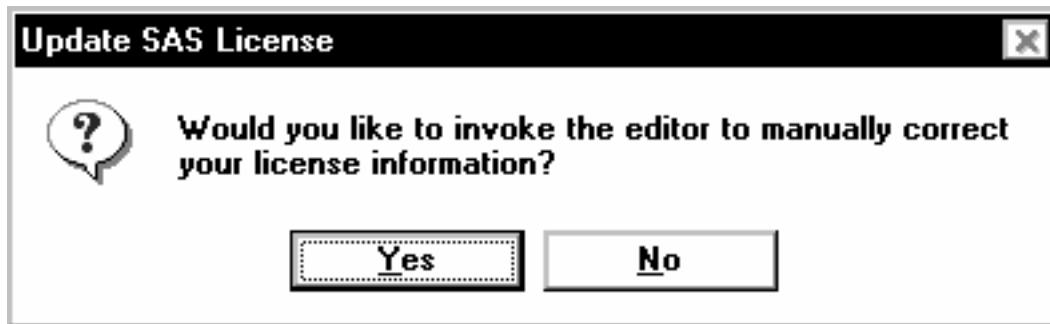 Update SAS License
Would you like to invoke the editor to manually correct
your license information?
Yes No